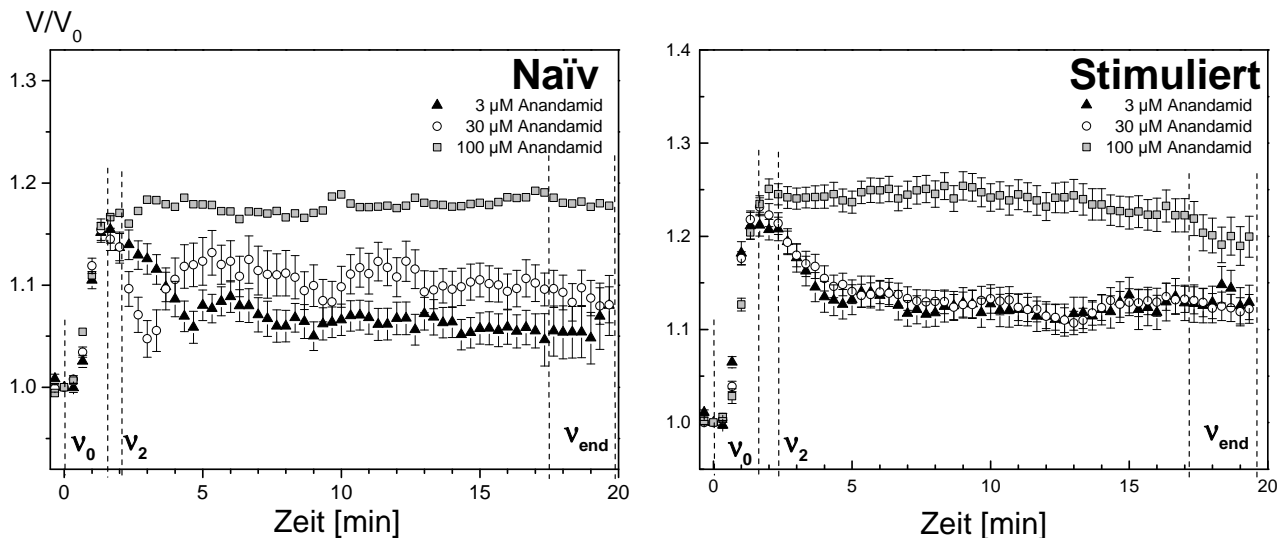 V/V0
Naïv
3 µM Anandamid
30 µM Anandamid
100 µM Anandamid
1.3
1.2
1.1
1.0
ν0
ν2
νend
0
5
10
15
20
Zeit [min]
Stimuliert
3 µM Anandamid
30 µM Anandamid
100 µM Anandamid
1.4
1.3
1.2
1.1
1.0
ν0
ν2
νend
0
5
10
15
20
Zeit [min]